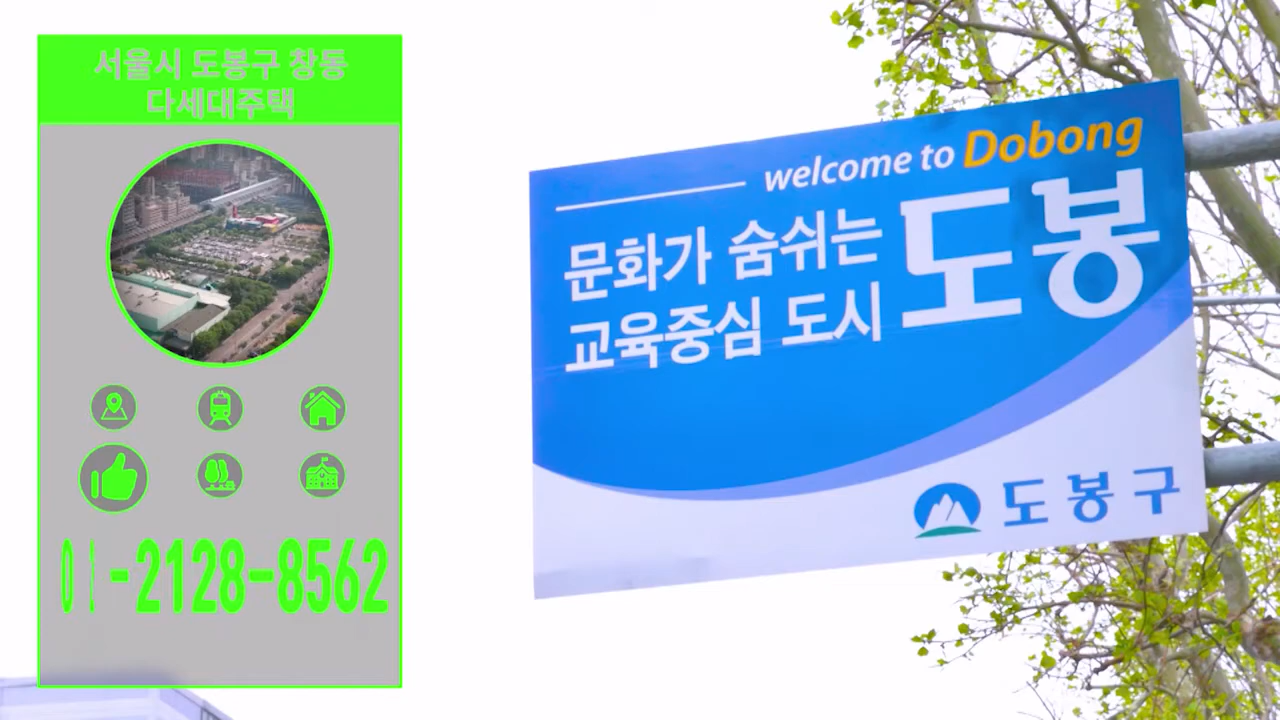 서울시 도봉구 창동
다세대주택
-2128-8562
welcome to Dobong
문화가 숨쉬는
교육중심 도시
도봉
도봉구